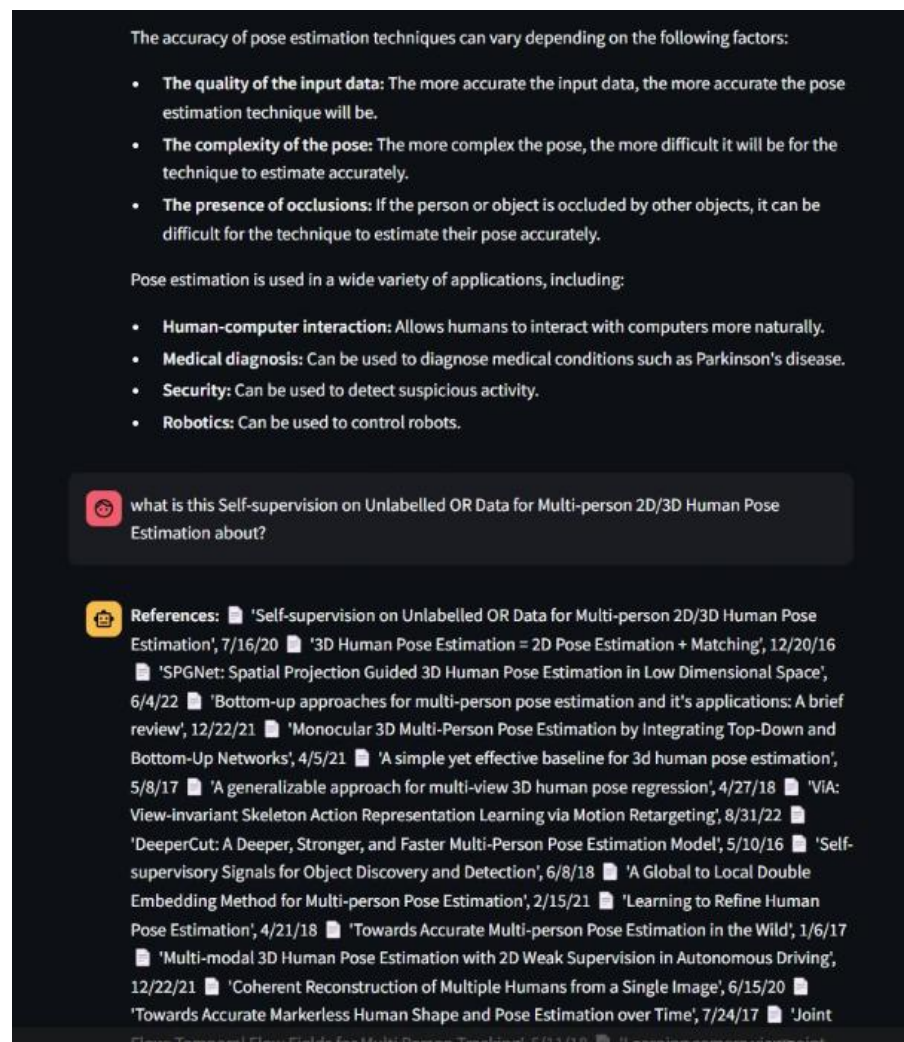 The accuracy of pose estimation techniques can vary depending on the following factors:
• The quality of the input data: The more accurate the input data, the more accurate the pose
estimation technique will be.
• The complexity of the pose: The more complex the pose, the more difficult it will be for the
technique to estimate accurately.
• The presence of occlusions: If the person or object is occluded by other objects, it can be
difficult for the technique to estimate their pose accurately.
Pose estimation is used in a wide variety of applications, including:
• Human-computer interaction: Allows humans to interact with computers more naturally.
• Medical diagnosis: Can be used to diagnose medical conditions such as Parkinson's disease.
• Security: Can be used to detect suspicious activity.
• Robotics: Can be used to control robots.
what is this Self-supervision on Unlabelled OR Data for Multi-person 2D/3D Human Pose
Estimation about?
References: 'Self-supervision on Unlabelled OR Data for Multi-person 2D/3D Human Pose
Estimation', 7/16/20 '3D Human Pose Estimation = 2D Pose Estimation + Matching', 12/20/16
'SPGNet: Spatial Projection Guided 3D Human Pose Estimation in Low Dimensional Space',
6/4/22 'Bottom-up approaches for multi-person pose estimation and it's applications: A brief
review', 12/22/21 'Monocular 3D Multi-Person Pose Estimation by Integrating Top-Down and
Bottom-Up Networks', 4/5/21 'A simple yet effective baseline for 3d human pose estimation',
5/8/17 'A generalizable approach for multi-view 3D human pose regression', 4/27/18 'ViA:
View-invariant Skeleton Action Representation Learning via Motion Retargeting', 8/31/22
'DeeperCut: A Deeper, Stronger, and Faster Multi-Person Pose Estimation Model', 5/10/16 'Self-
supervisory Signals for Object Discovery and Detection', 6/8/18 'A Global to Local Double
Embedding Method for Multi-person Pose Estimation', 2/15/21 'Learning to Refine Human
Pose Estimation', 4/21/18 'Towards Accurate Multi-person Pose Estimation in the Wild', 1/6/17
'Multi-modal 3D Human Pose Estimation with 2D Weak Supervision in Autonomous Driving',
12/22/21 'Coherent Reconstruction of Multiple Humans from a Single Image', 6/15/20
'Towards Accurate Markerless Human Shape and Pose Estimation over Time', 7/24/17 'Joint